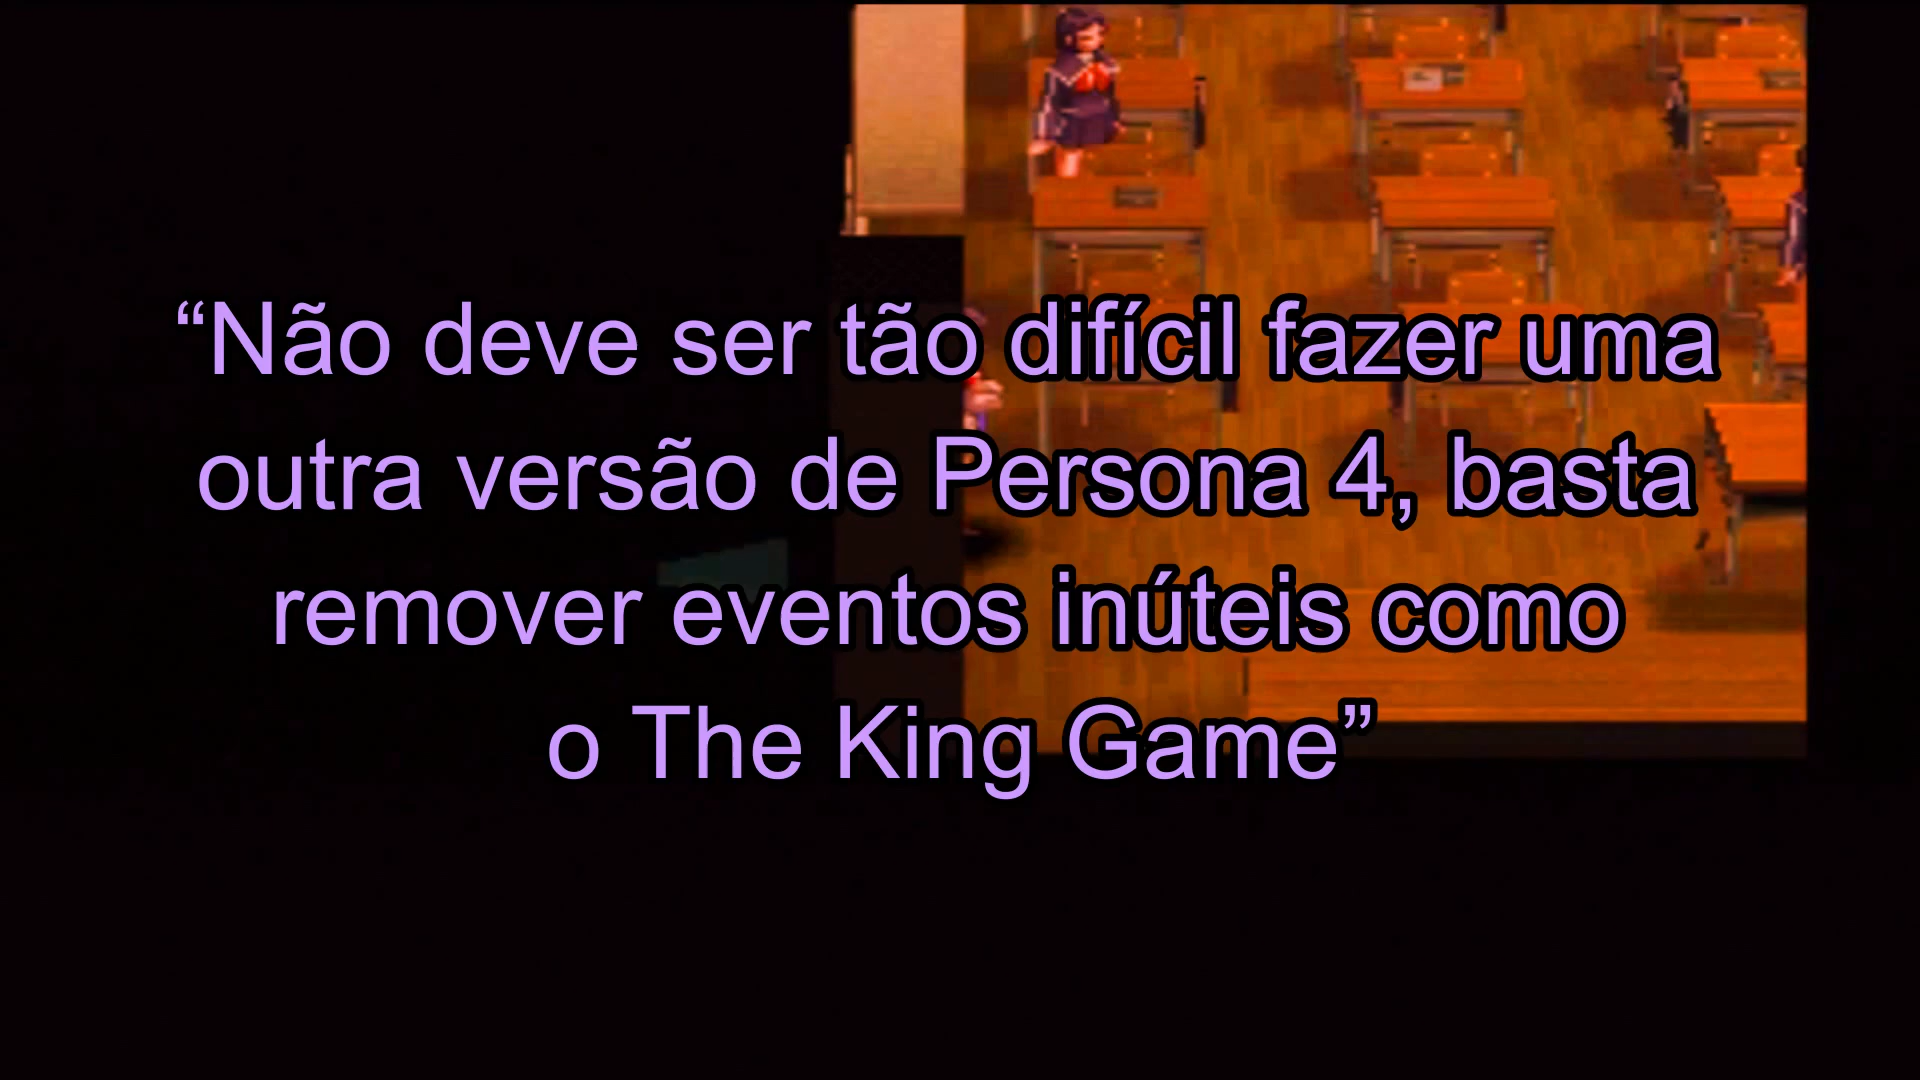 “Não deve ser tão difícil fazer uma
outra versão de Persona 4, basta
remover eventos inúteis como
o The King Game”